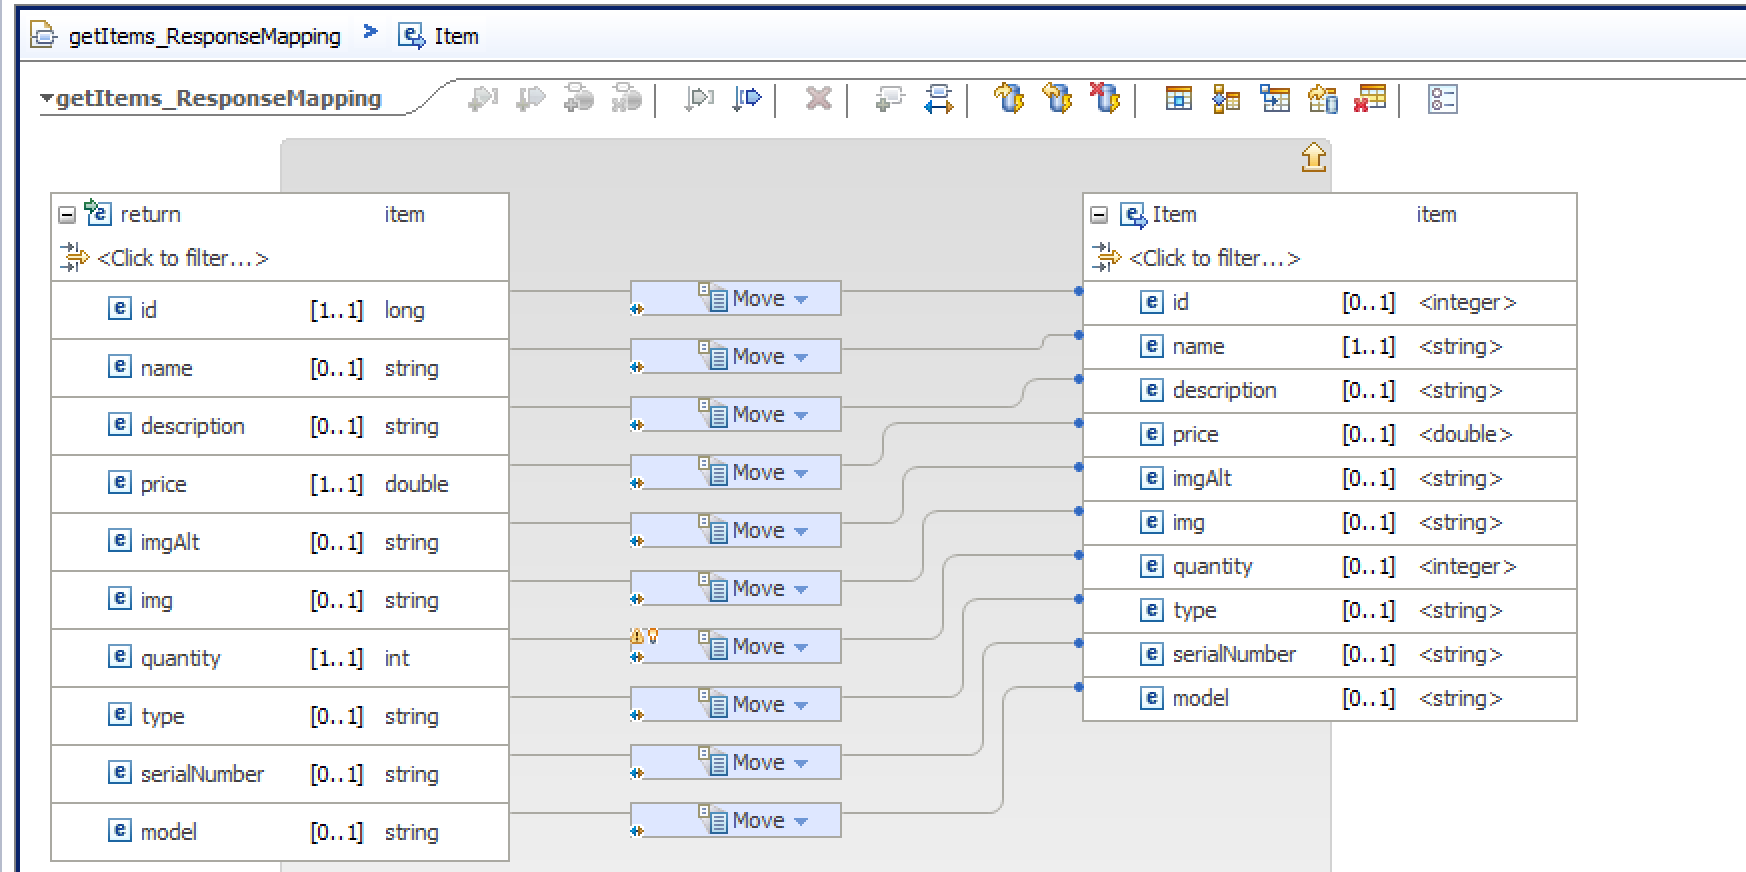 getItems_ResponseMapping > Item
getItems_ResponseMapping
return item
<Click to filter...>
id [1..1] long
name [0..1] string
description [0..1] string
price [1..1] double
imgAlt [0..1] string
img [0..1] string
quantity [1..1] int
type [0..1] string
serialNumber [0..1] string
model [0..1] string
Move
Move
Move
Move
Move
Move
Move
Move
Move
Move
Item item
<Click to filter...>
id [0..1] <integer>
name [1..1] <string>
description [0..1] <string>
price [0..1] <double>
imgAlt [0..1] <string>
img [0..1] <string>
quantity [0..1] <integer>
type [0..1] <string>
serialNumber [0..1] <string>
model [0..1] <string>